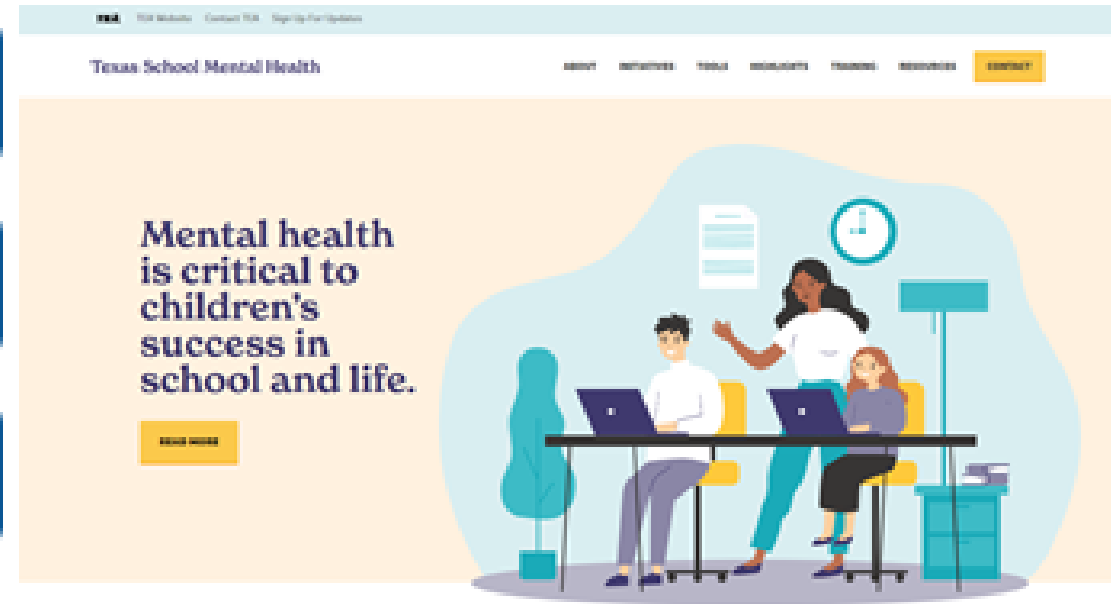 TEA TEA Website Contact TEA Sign Up For Updates
Texas School Mental Health
ABOUT INITIATIVES TOOLS HIGHLIGHTS TRAINING RESOURCES CONTACT
Mental health
is critical to
children's
success in
school and life.
READ MORE